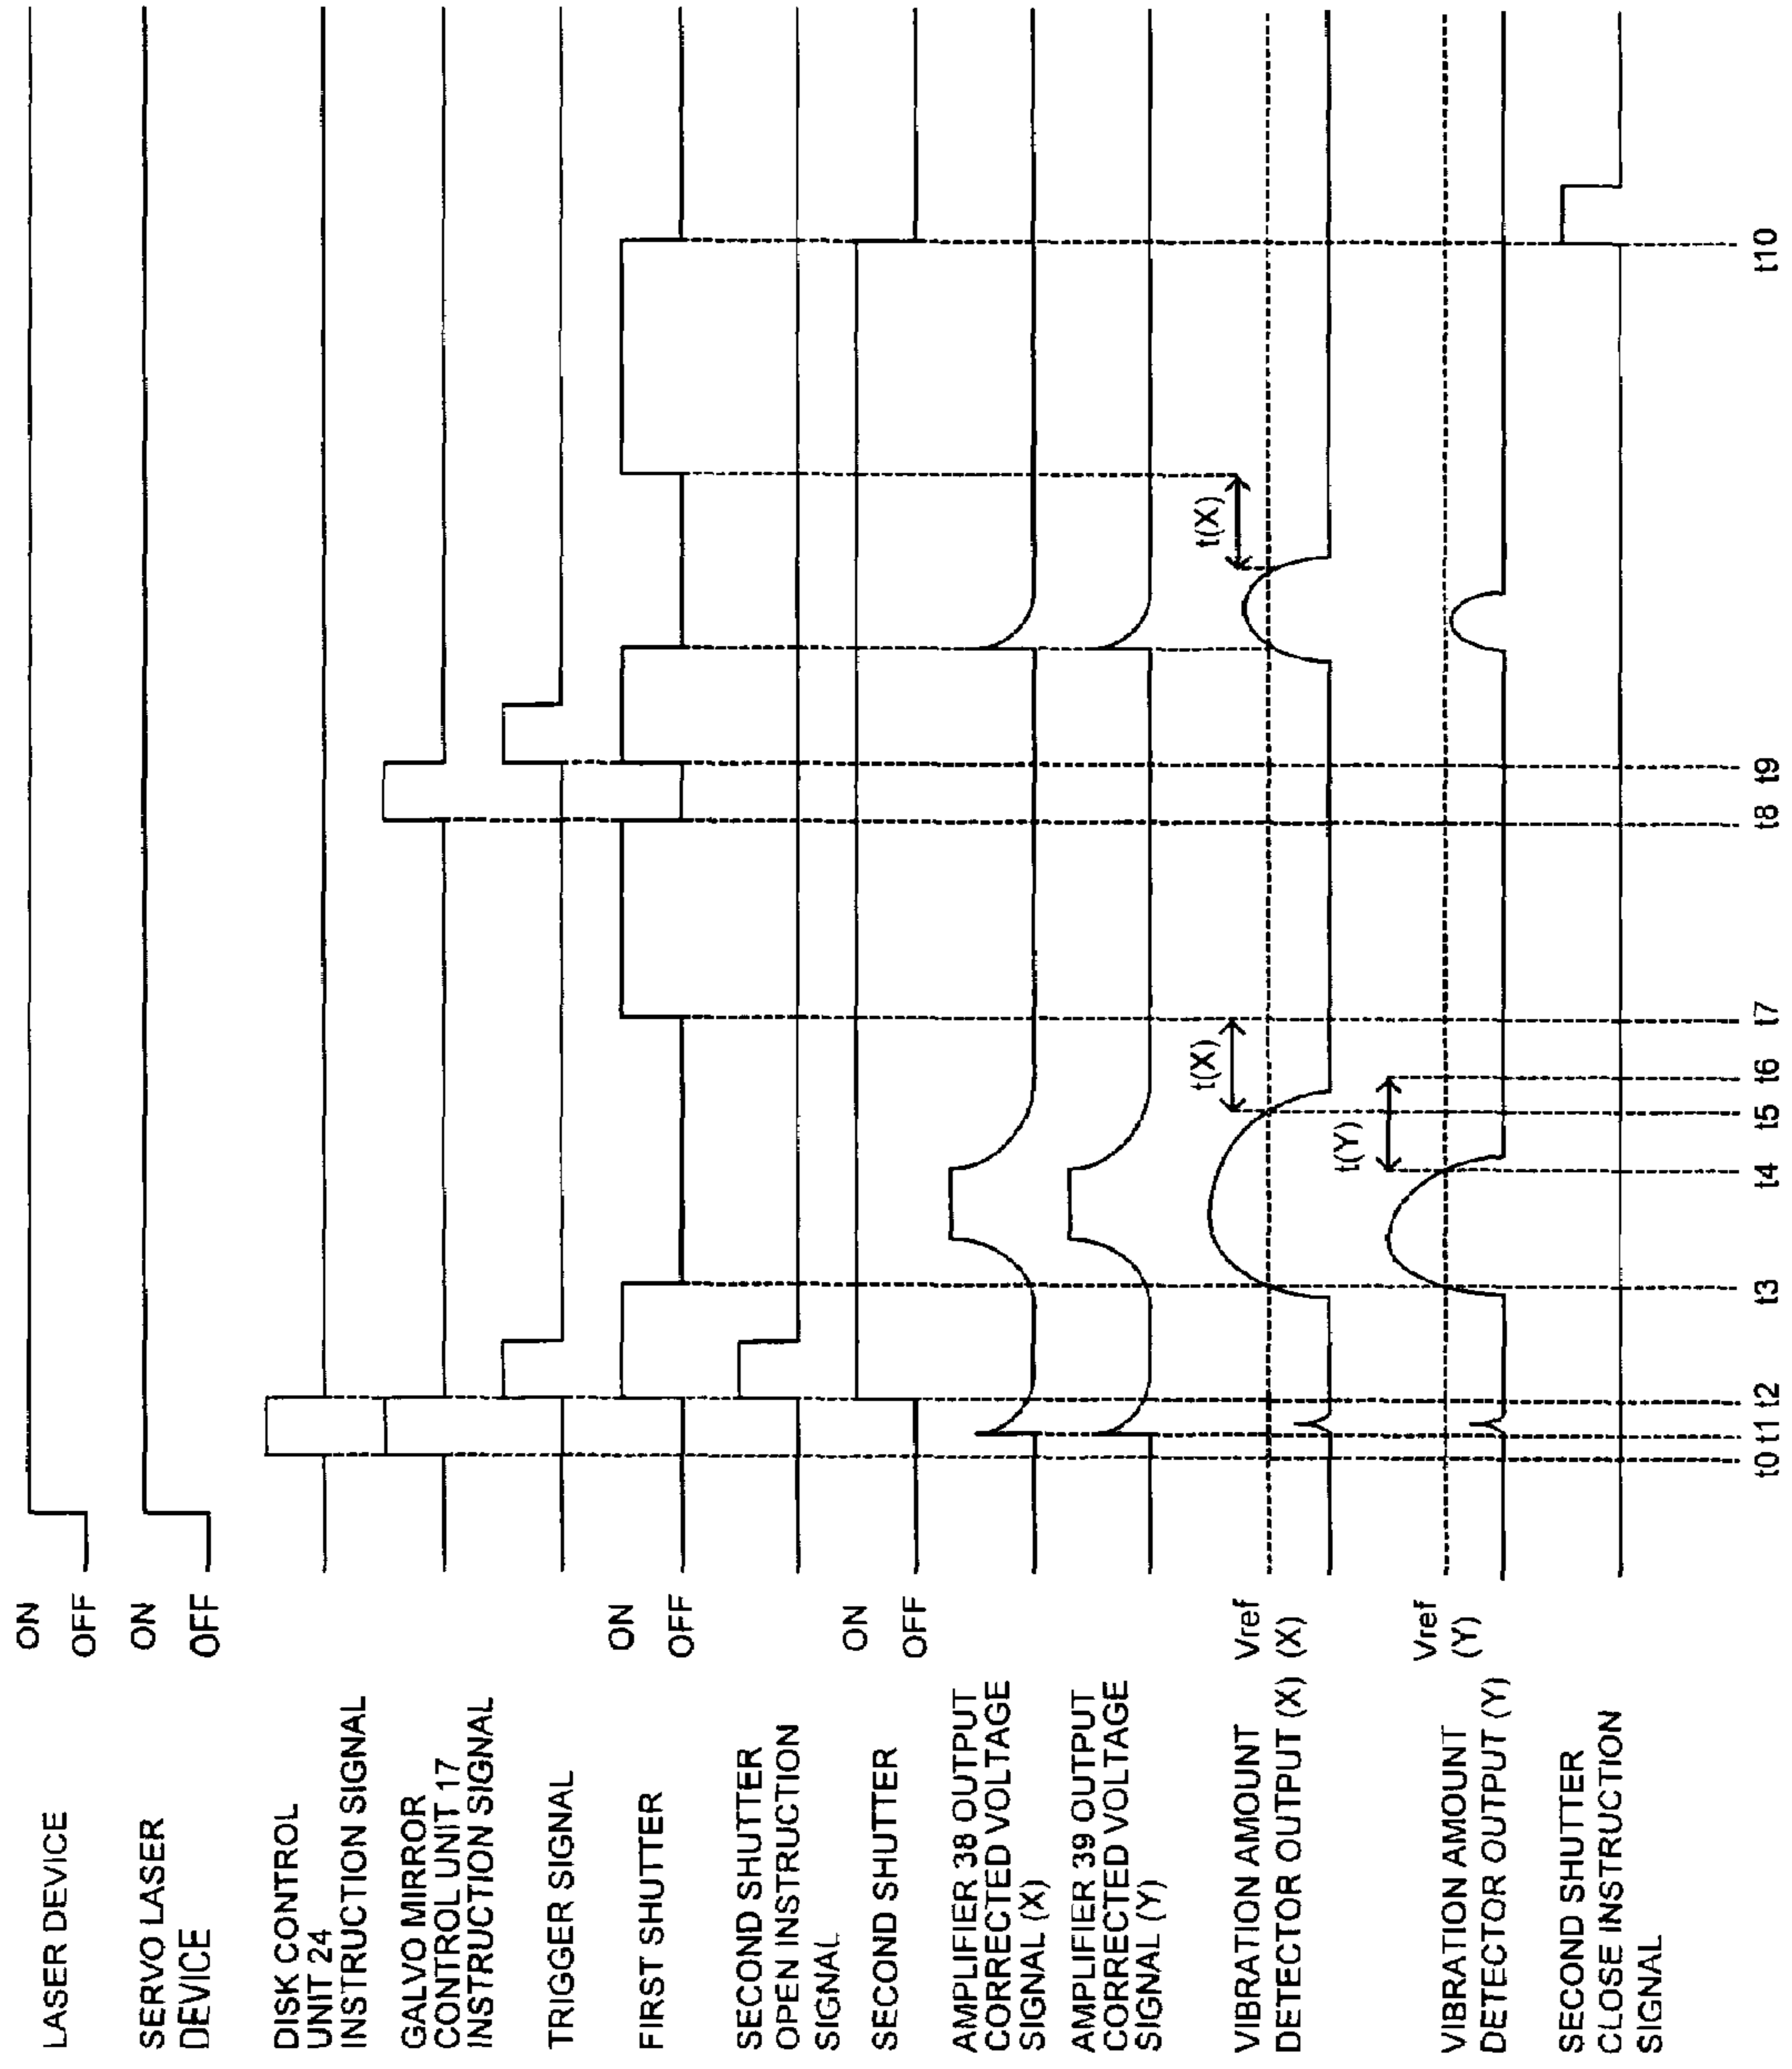 LASER DEVICE
ON
OFF
SERVO LASER
DEVICE
ON
OFF
DISK CONTROL
UNIT 24
INSTRUCTION SIGNAL
GALVO MIRROR
CONTROL UNIT 17
INSTRUCTION SIGNAL
TRIGGER SIGNAL
FIRST SHUTTER
ON
OFF
SECOND SHUTTER
OPEN INSTRUCTION
SIGNAL
SECOND SHUTTER
ON
OFF
AMPLIFIER 38 OUTPUT
CORRECTED VOLTAGE
SIGNAL (X)
AMPLIFIER 39 OUTPUT
CORRECTED VOLTAGE
SIGNAL (Y)
VIBRATION AMOUNT
DETECTOR OUTPUT (X)
Vref
(X)
t(X)
t(X)
VIBRATION AMOUNT
DETECTOR OUTPUT (Y)
Vref
(Y)
t(Y)
SECOND SHUTTER
CLOSE INSTRUCTION
SIGNAL
t0 t1 t2 t3 t4 t5 t6 t7 t8 t9 t10